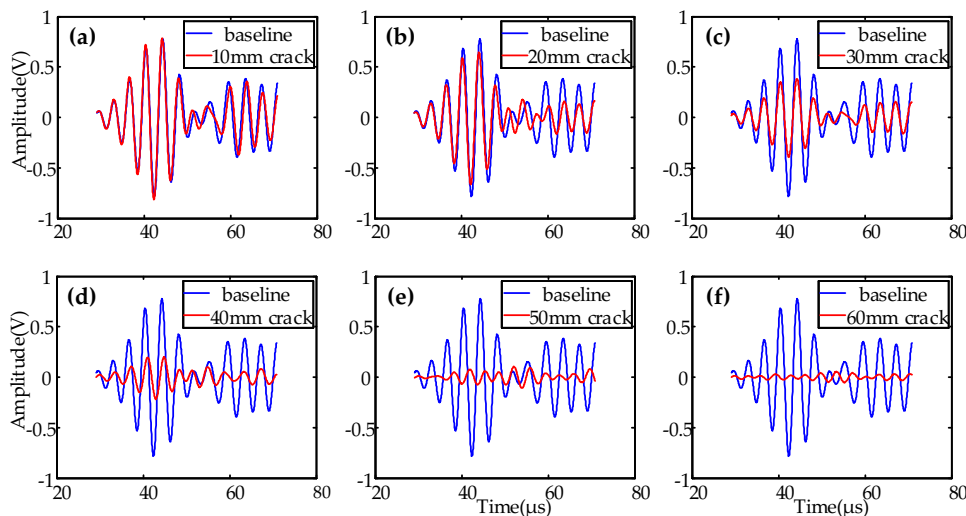 (a)
baseline
10mm crack
(b)
baseline
20mm crack
(c)
baseline
30mm crack
Amplitude(V)
1
0.5
0
-0.5
-1
20
40
60
80
1
0.5
0
-0.5
-1
20
40
60
80
1
0.5
0
-0.5
-1
20
40
60
80
(d)
baseline
40mm crack
(e)
baseline
50mm crack
(f)
baseline
60mm crack
Amplitude(V)
1
0.5
0
-0.5
-1
20
40
60
80
1
0.5
0
-0.5
-1
20
40
60
80
Time(μs)
1
0.5
0
-0.5
-1
20
40
60
80
Time(μs)